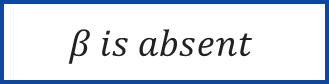 β is absent